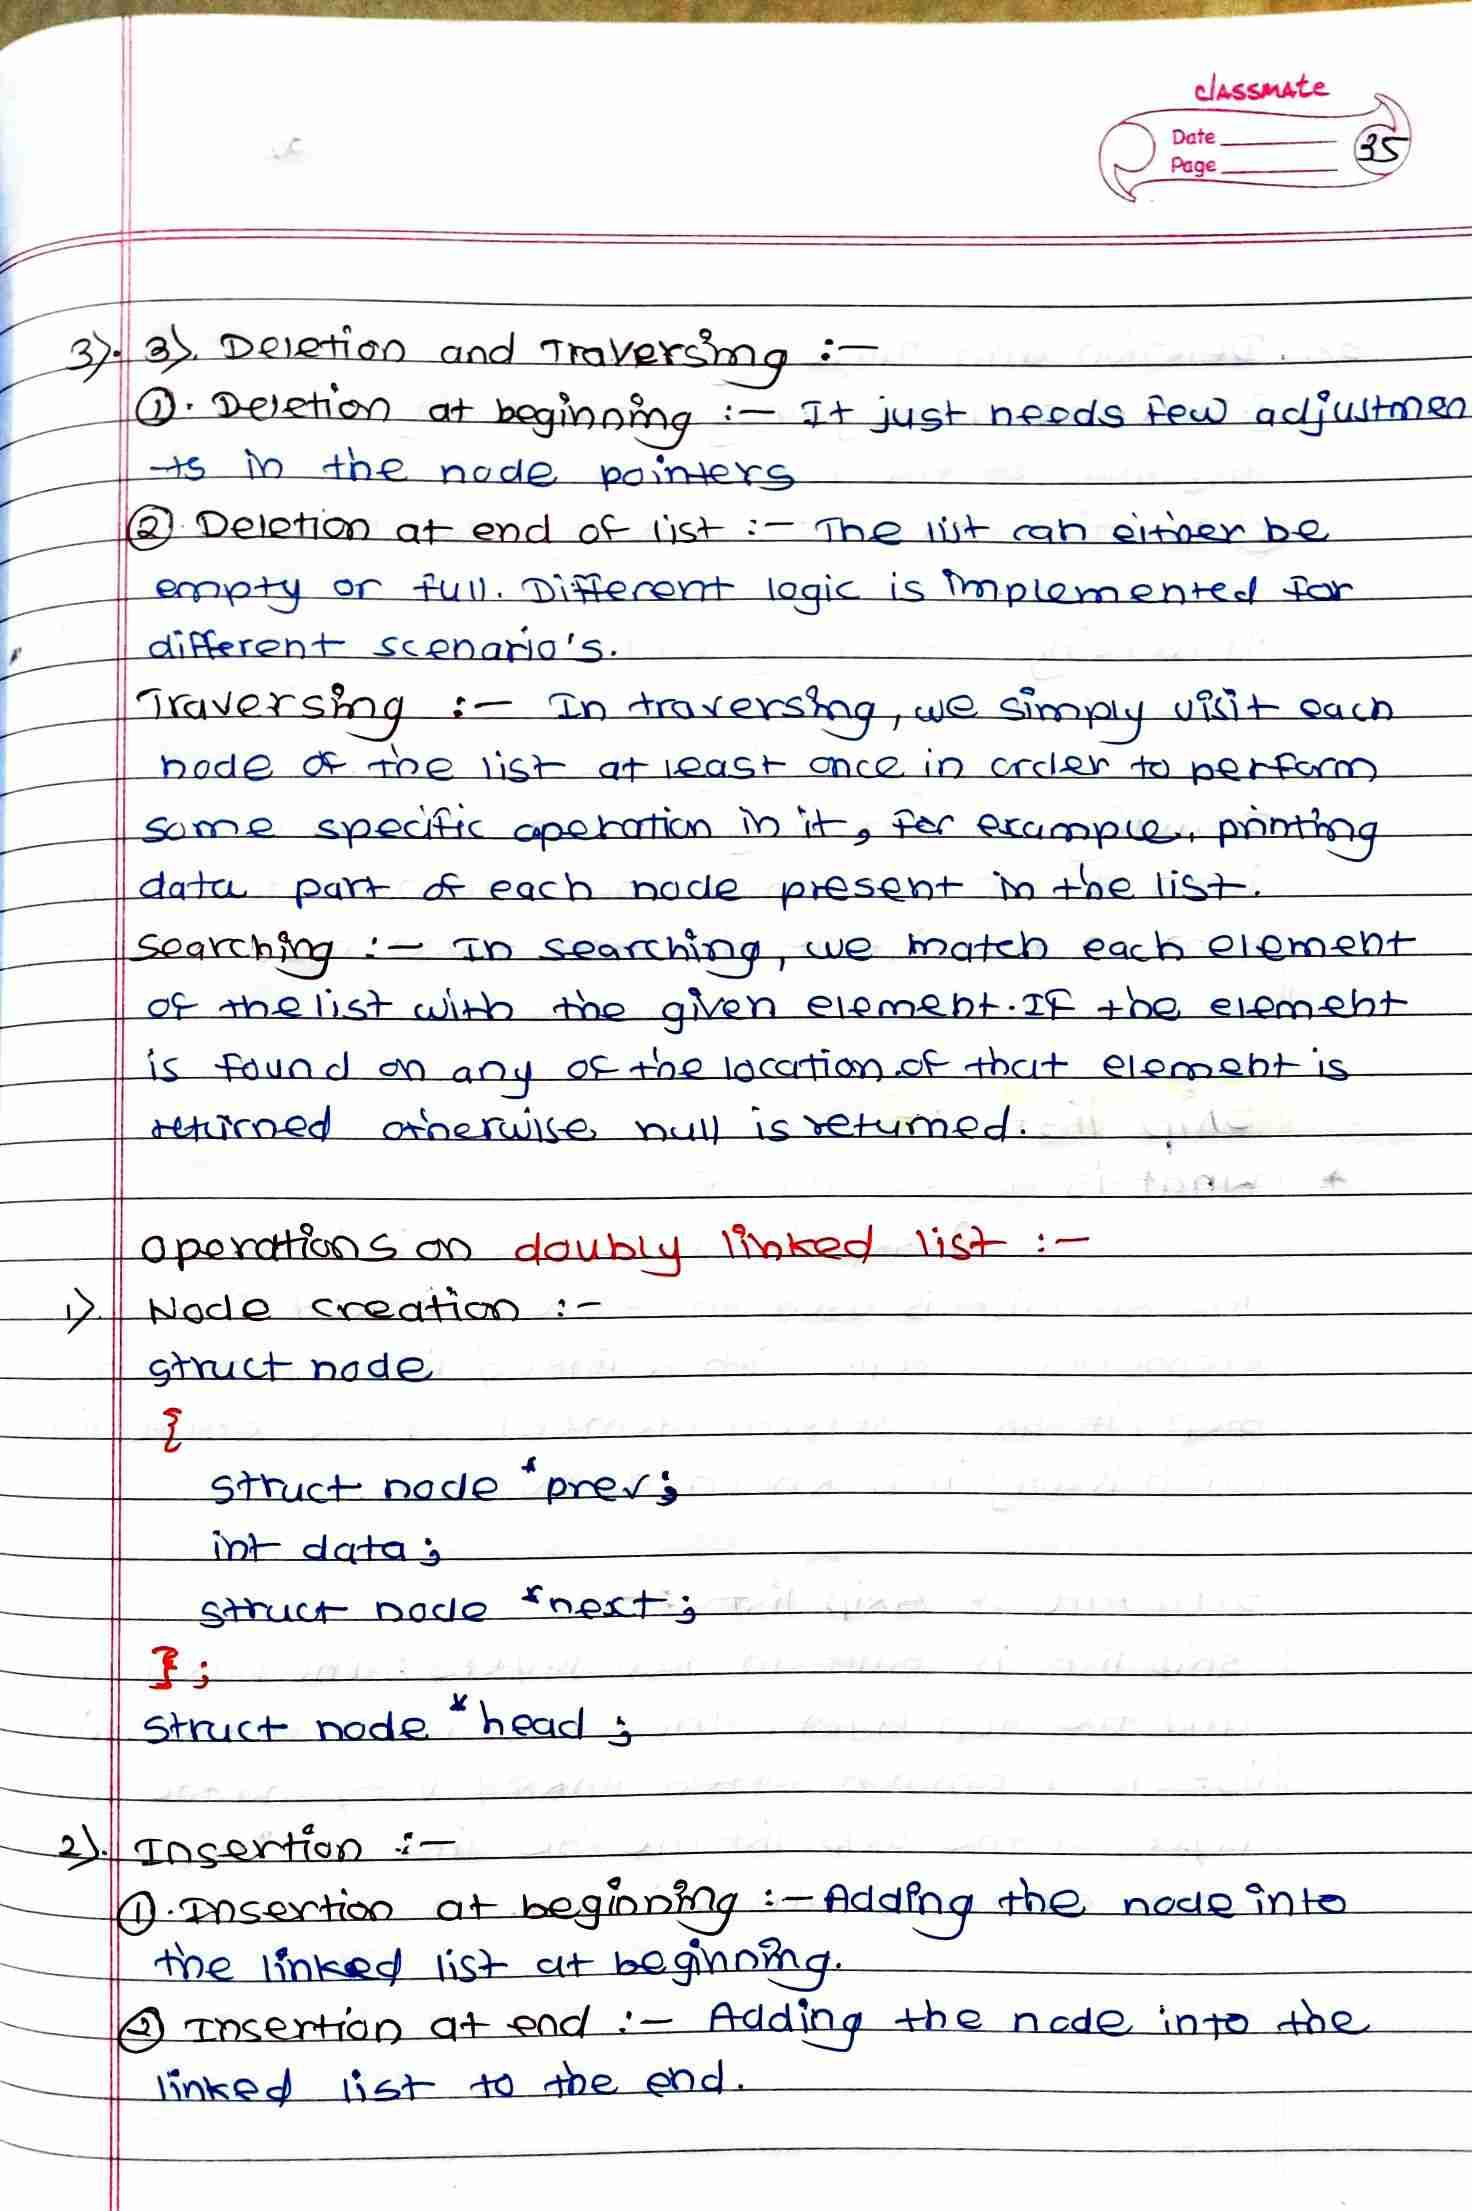 classmate
Date
Page
35
3). 3). Deletion and Traversing :-
①. Deletion at beginning :- It just needs few adjustmen
-ts in the node pointers
②. Deletion at end of list :- The list can either be
empty or full. Different logic is implemented for
different scenario's.
Traversing :- In traversing, we simply visit each
node of the list at least once in order to perform
some specific operation in it, for example, printing
data part of each node present in the list.
Searching :- In searching, we match each element
of the list with the given element. If the element
is found on any of the location of that element is
returned otherwise null is returned.
Operations on doubly linked list :-
1). Node creation :-
struct node
{
struct node *prev;
int data;
struct node *next;
};
struct node *head;
2). Insertion :-
①. Insertion at beginning :- Adding the node into
the linked list at beginning.
② Insertion at end :- Adding the node into the
linked list to the end.